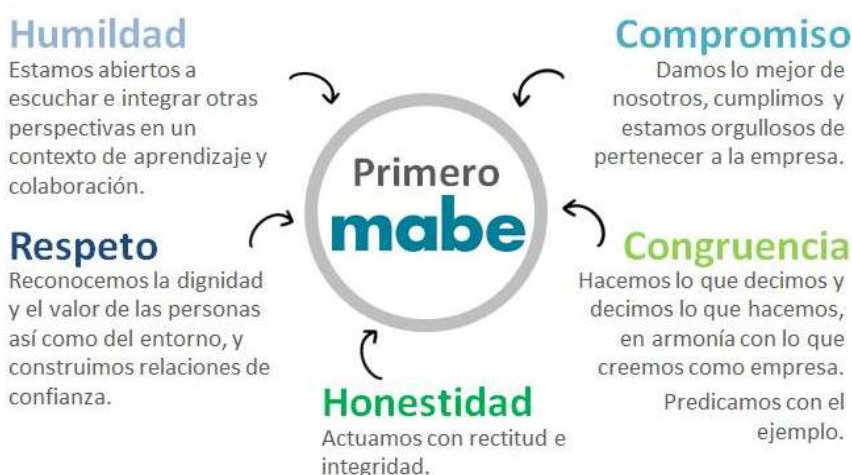 Humildad
Estamos abiertos a
escuchar e integrar otras
perspectivas en un
contexto de aprendizaje y
colaboración.
Compromiso
Damos lo mejor de
nosotros, cumplimos y
estamos orgullosos de
pertenecer a la empresa.
Primero
mabe
Respeto
Reconocemos la dignidad
y el valor de las personas
así como del entorno, y
construimos relaciones de
confianza.
Congruencia
Hacemos lo que decimos y
decimos lo que hacemos,
en armonía con lo que
creemos como empresa.
Predicamos con el
ejemplo.
Honestidad
Actuamos con rectitud e
integridad.